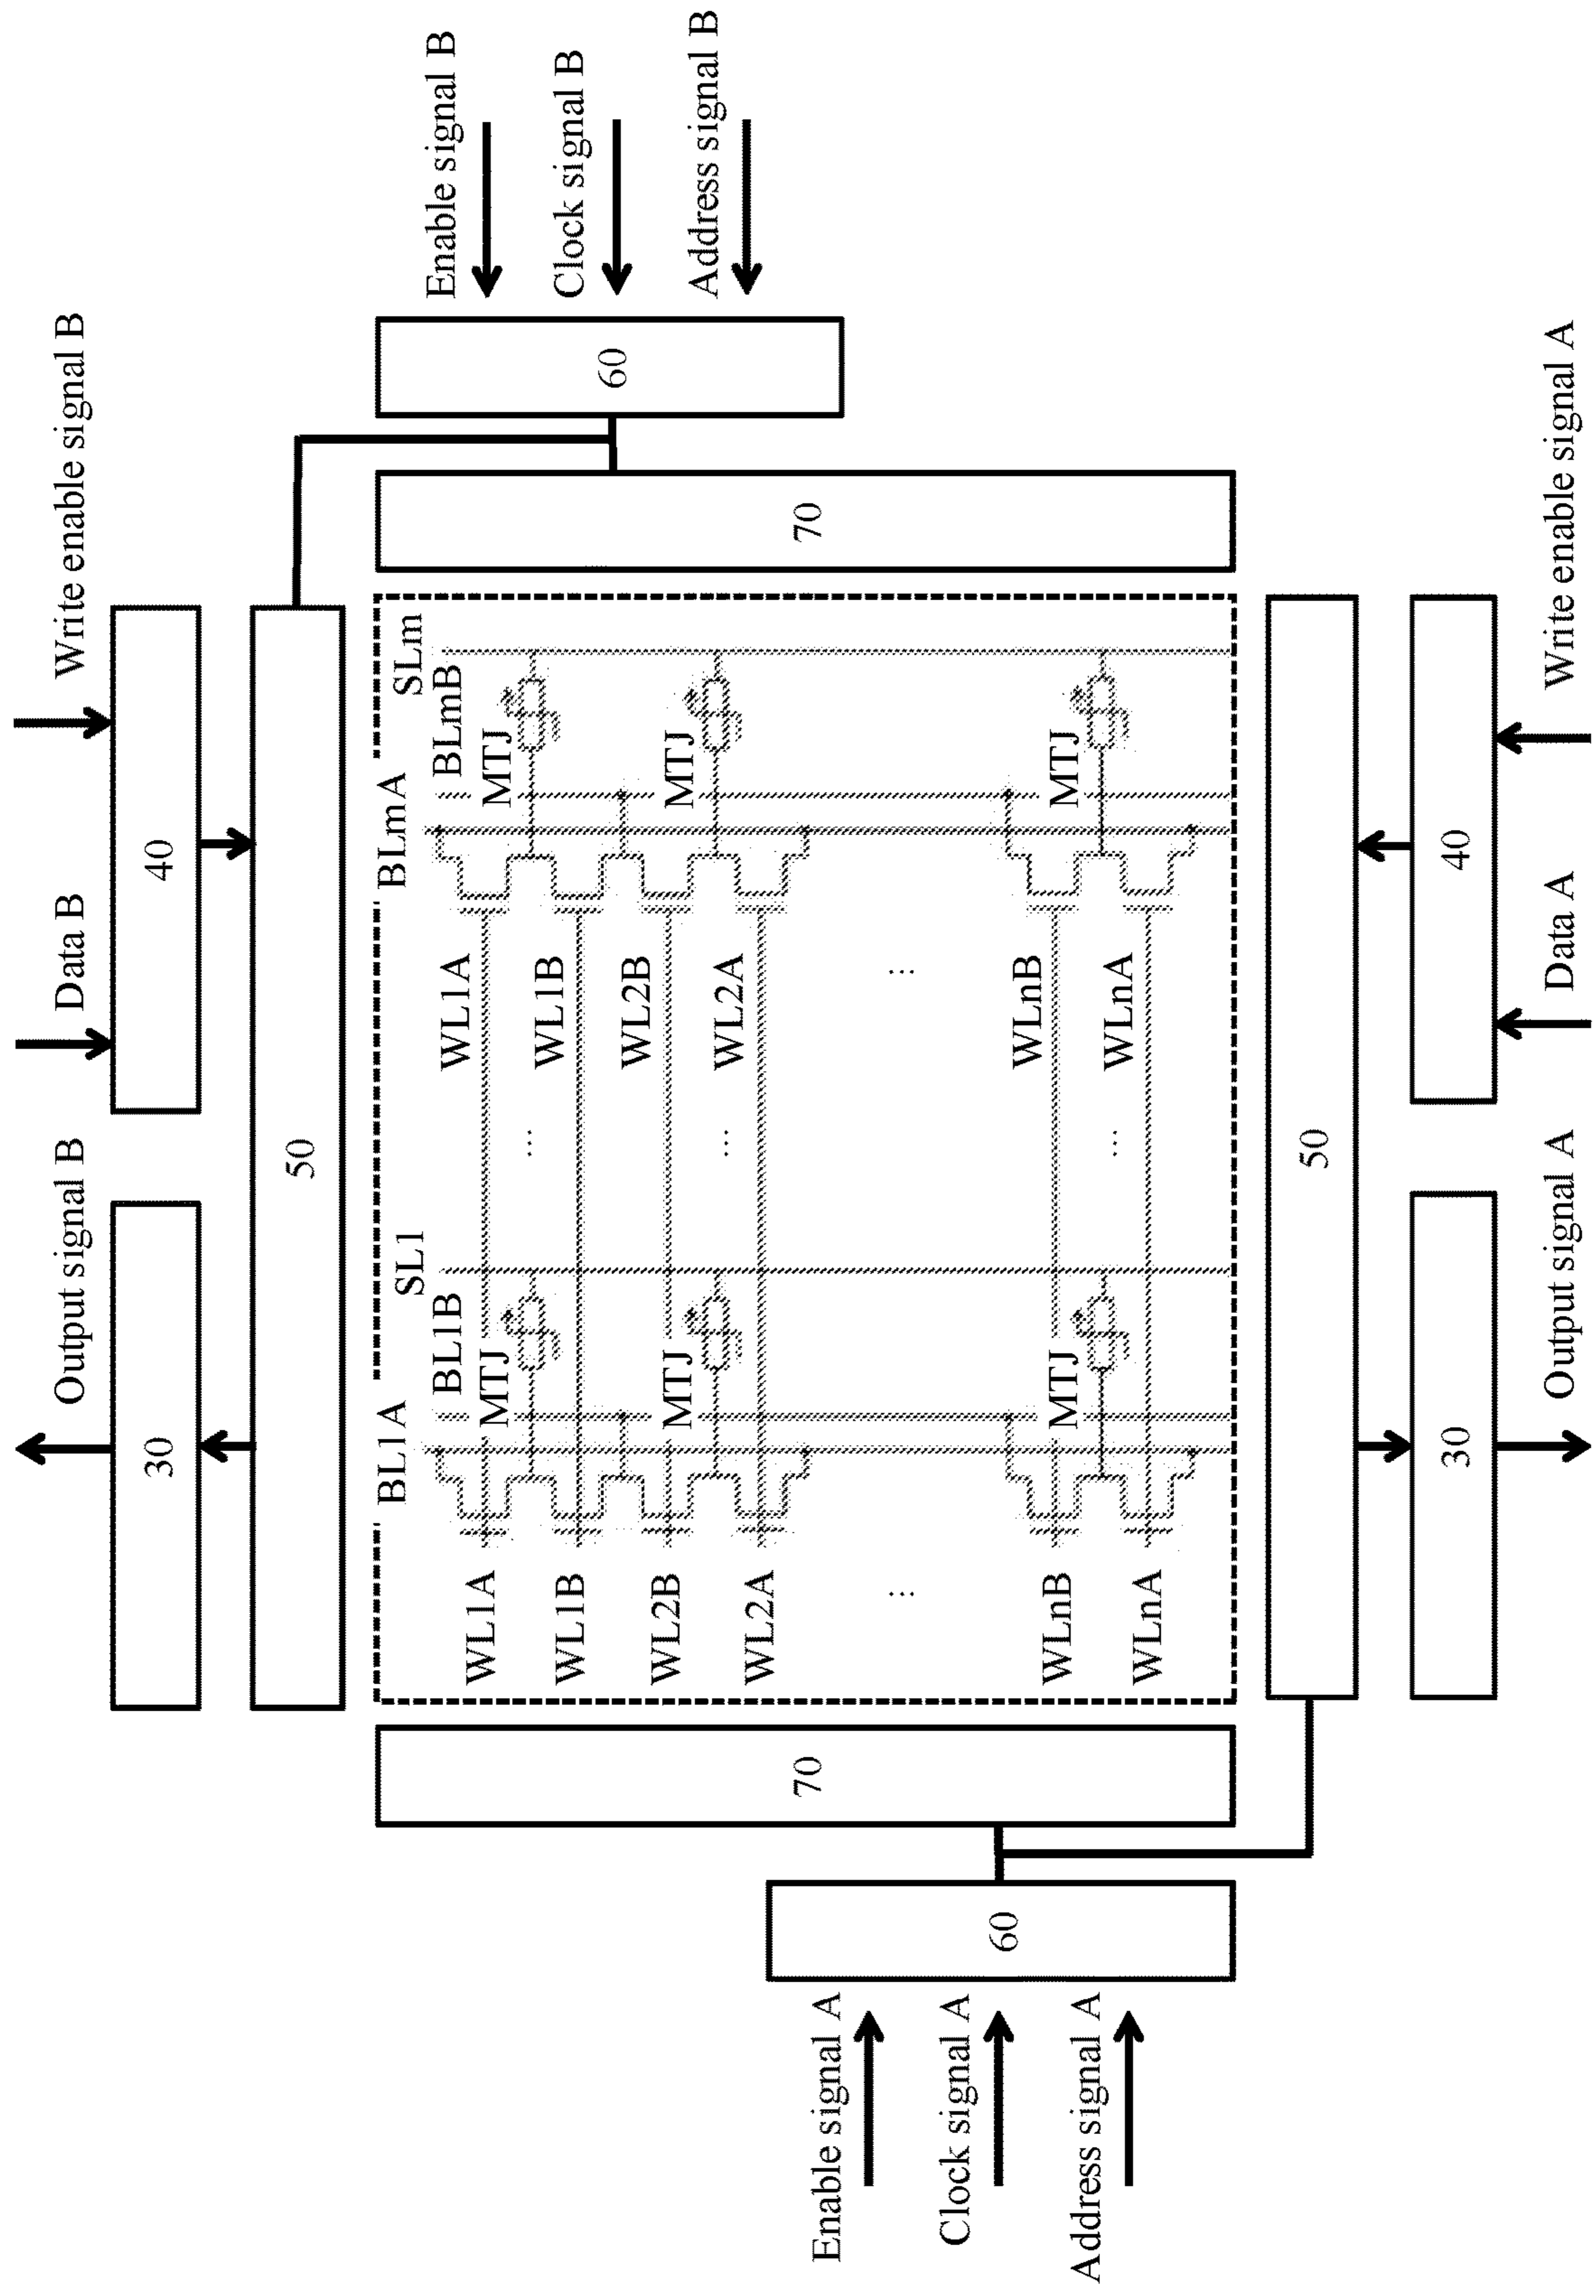 Output signal B
Data B
Write enable signal B
30
40
50
BL1A
SL1
BLmA
SLm
BL1B
BLmB
Enable signal B
WL1A
MTJ
WL1A
MTJ
...
WL1B
WL1B
Clock signal B
60
WL2B
MTJ
WL2B
MTJ
Address signal B
...
WL2A
WL2A
70
70
Enable signal A
...
...
Clock signal A
60
WLnB
MTJ
WLnB
MTJ
Address signal A
...
WLnA
WLnA
50
30
40
Output signal A
Data A
Write enable signal A